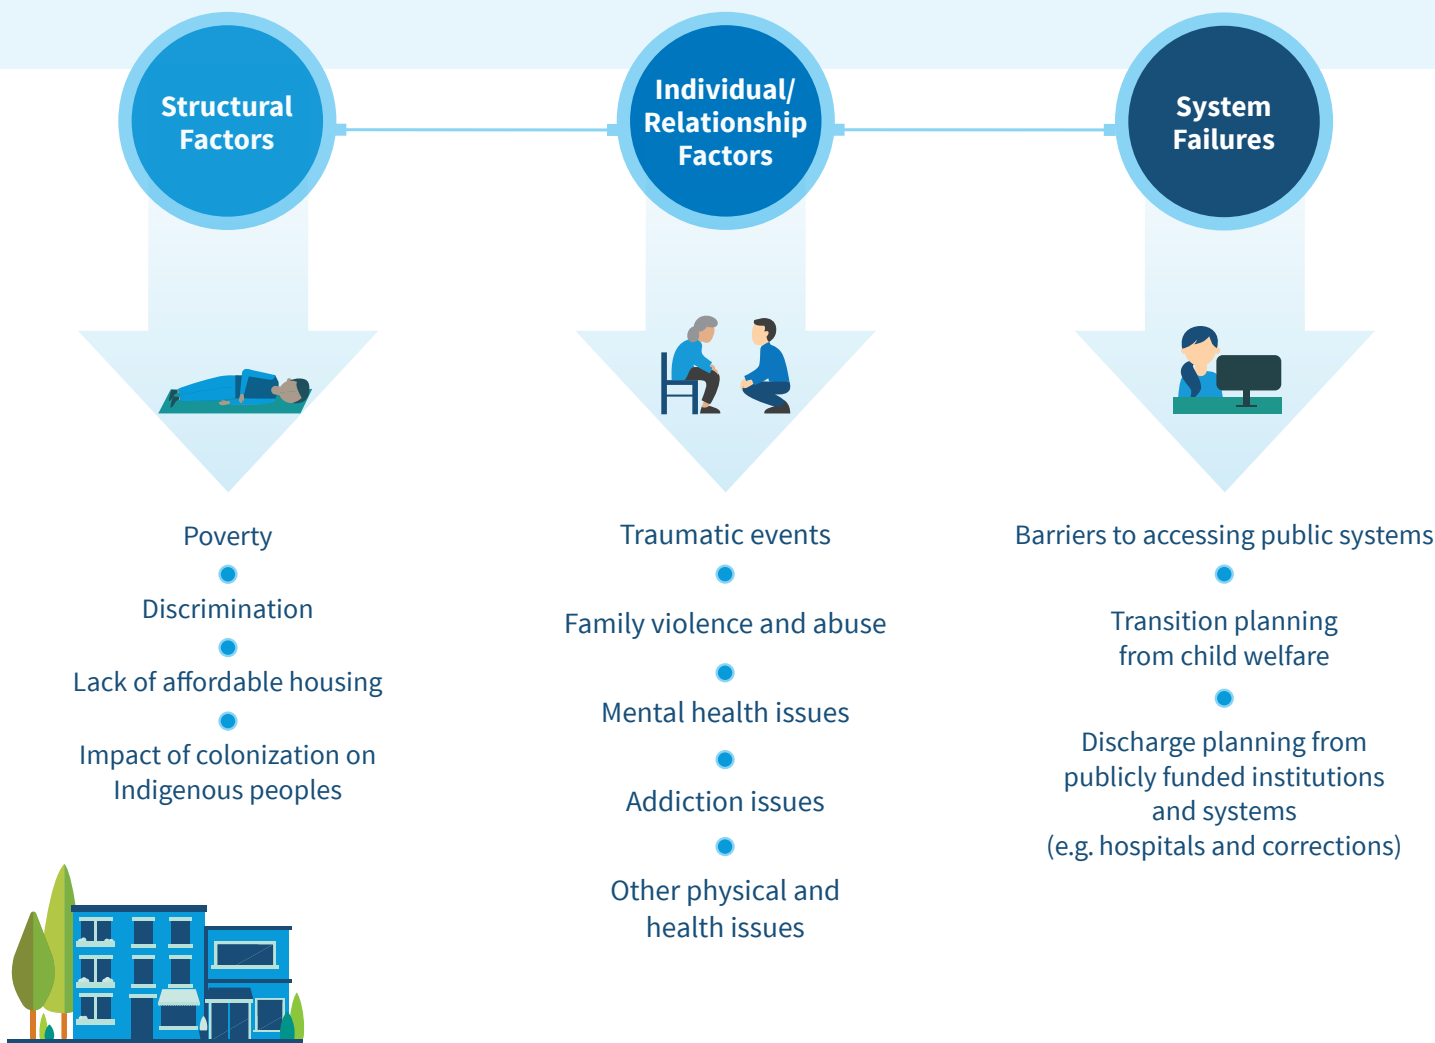 Structural
Factors
Poverty
Discrimination
Lack of affordable housing
Impact of colonization on
Indigenous peoples
Individual/
Relationship
Factors
Traumatic events
Family violence and abuse
Mental health issues
Addiction issues
Other physical and
health issues
System
Failures
Barriers to accessing public systems
Transition planning
from child welfare
Discharge planning from
publicly funded institutions
and systems
(e.g. hospitals and corrections)